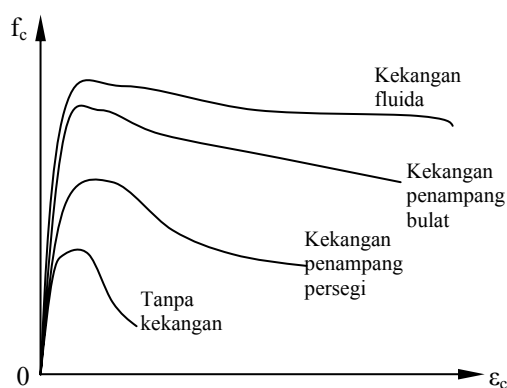 f_c
Kekangan
fluida
Kekangan
penampang
bulat
Kekangan
penampang
persegi
Tanpa
kekangan
0
ε_c